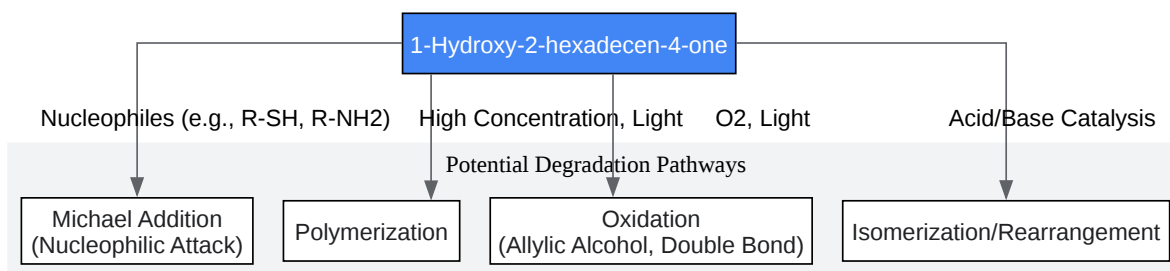 1-Hydroxy-2-hexadecen-4-one
Nucleophiles (e.g., R-SH, R-NH2)
High Concentration, Light
O2, Light
Acid/Base Catalysis
Potential Degradation Pathways
Michael Addition
(Nucleophilic Attack)
Polymerization
Oxidation
(Allylic Alcohol, Double Bond)
Isomerization/Rearrangement